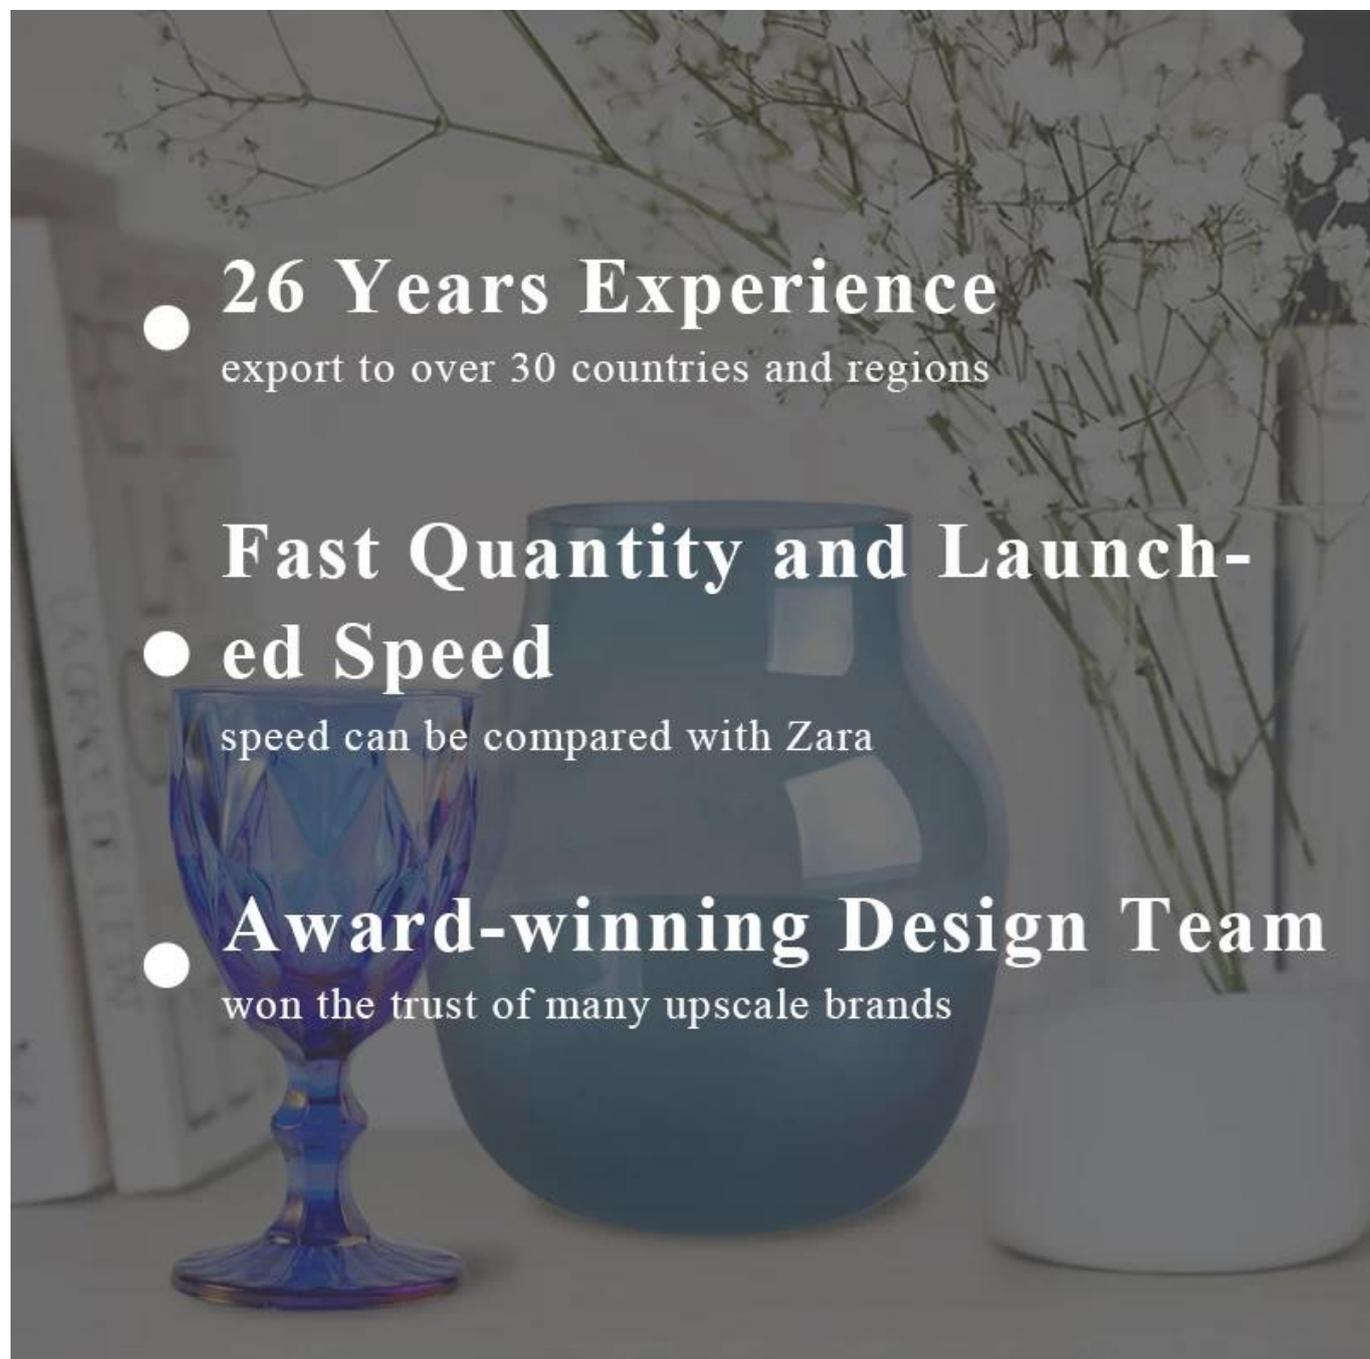 26 Years Experience
export to over 30 countries and regions
Fast Quantity and Launch-
ed Speed
speed can be compared with Zara
Award-winning Design Team
won the trust of many upscale brands